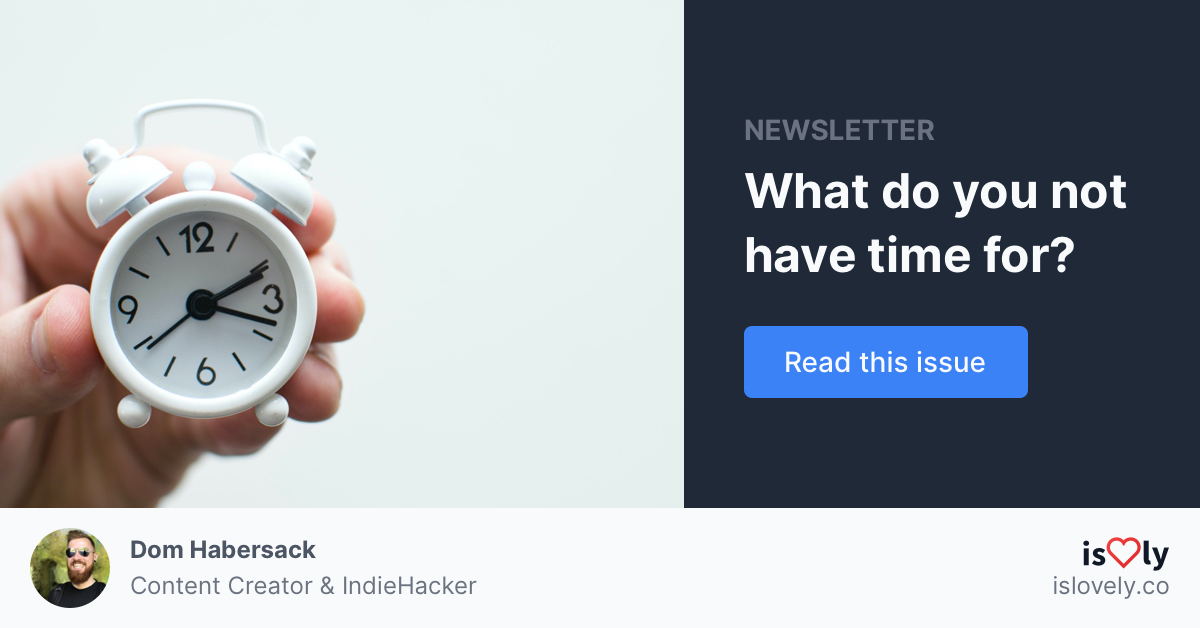 12
9
3
6
NEWSLETTER
What do you not
have time for?
Read this issue
Dom Habersack
Content Creator & IndieHacker
is♡ly
islovely.co